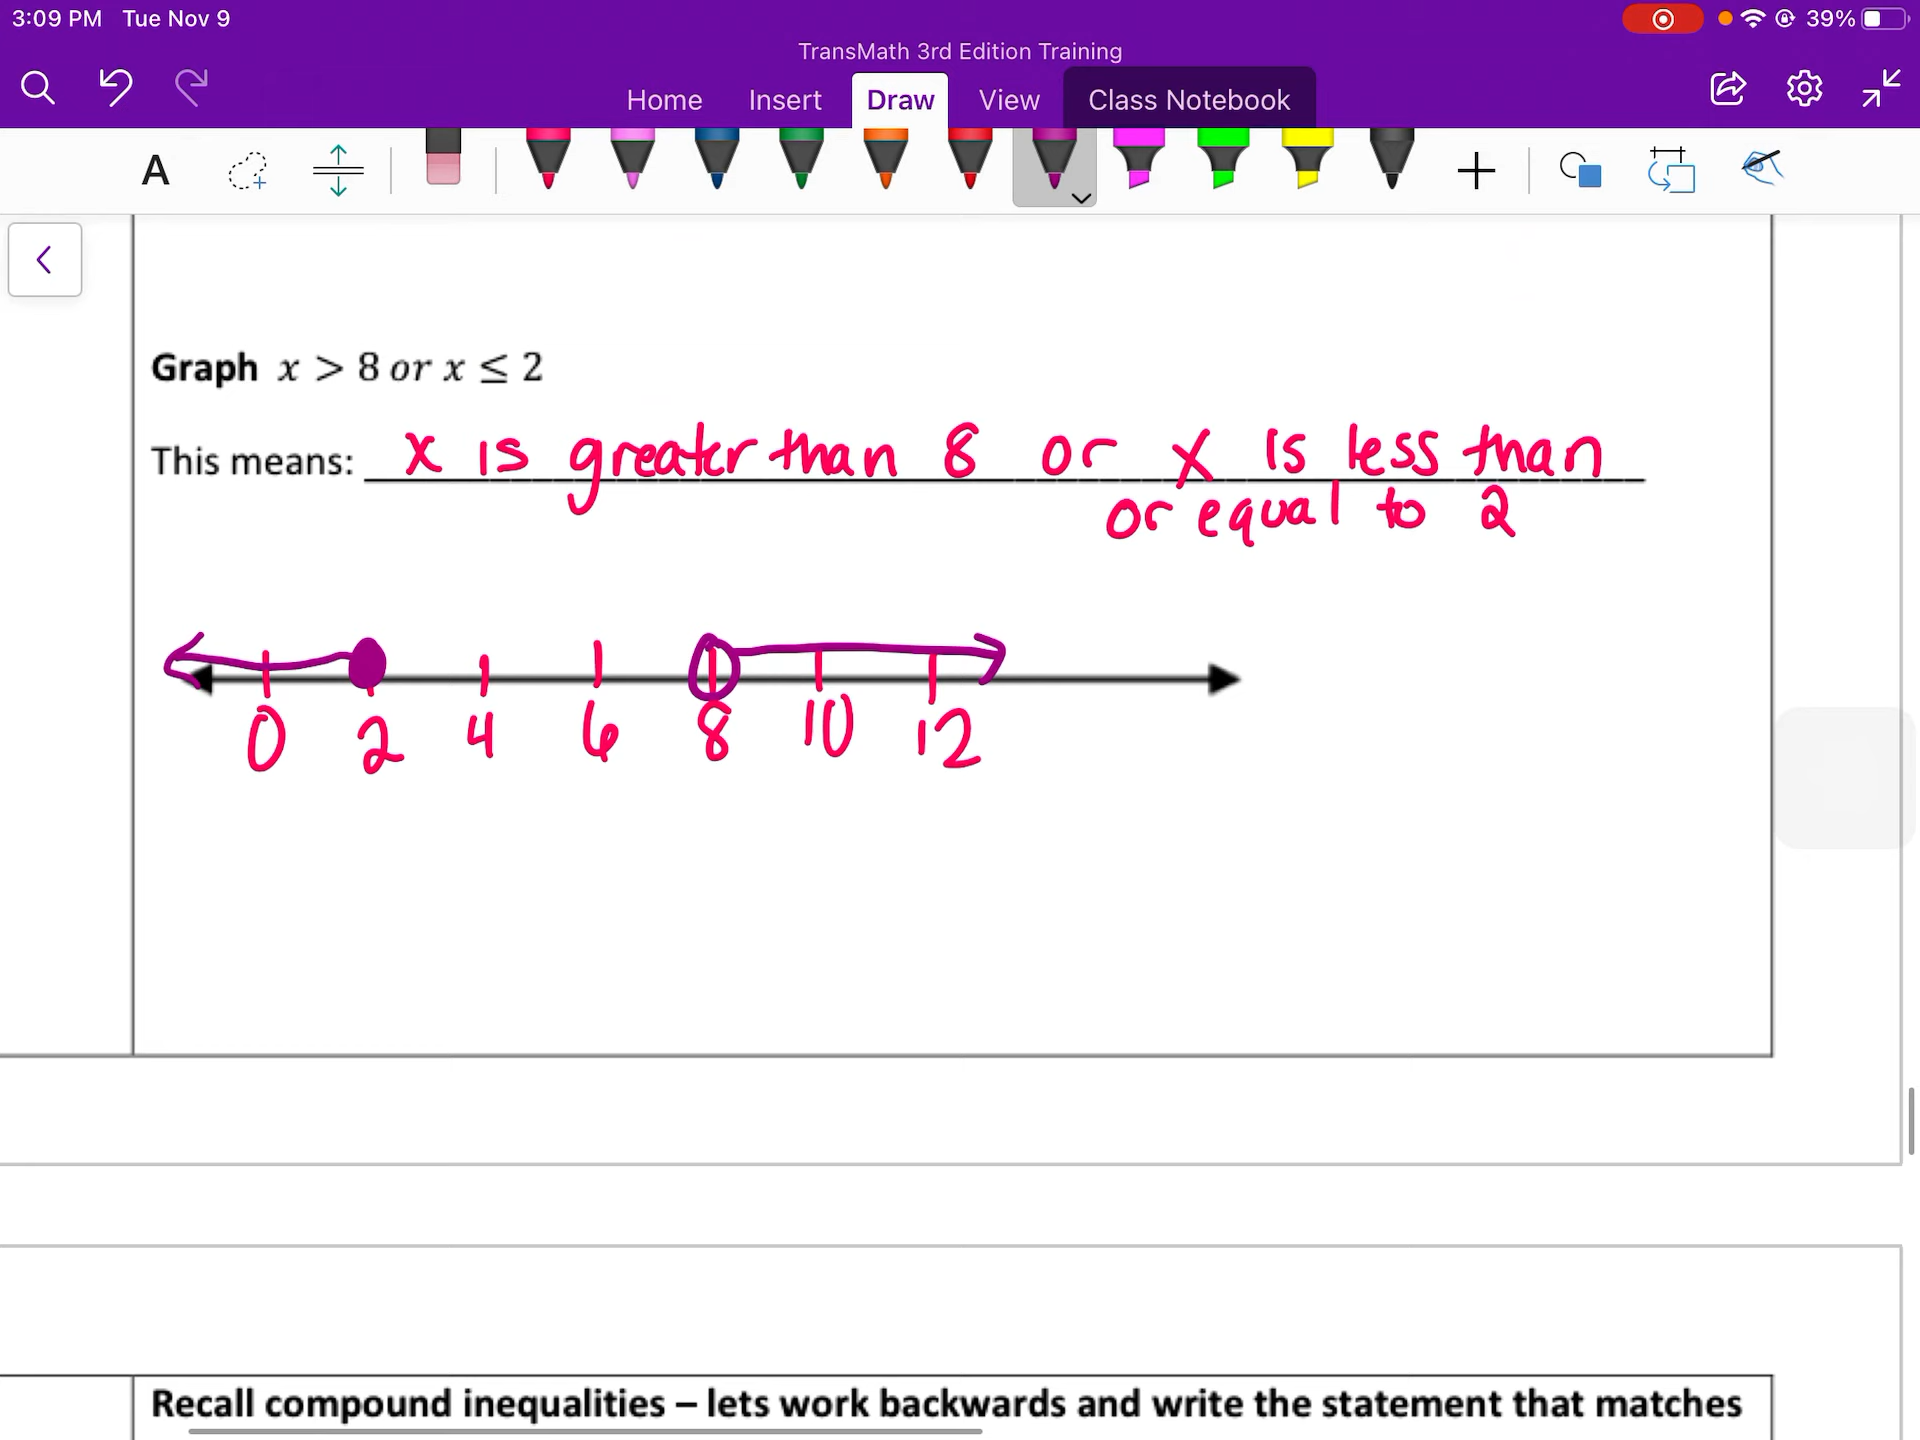 3:09 PM Tue Nov 9
39%
TransMath 3rd Edition Training
Home Insert Draw View Class Notebook
A
Graph x > 8 or x ≤ 2
This means: x is greater than 8 or x is less than
or equal to 2
0 2 4 6 8 10 12
Recall compound inequalities – lets work backwards and write the statement that matches